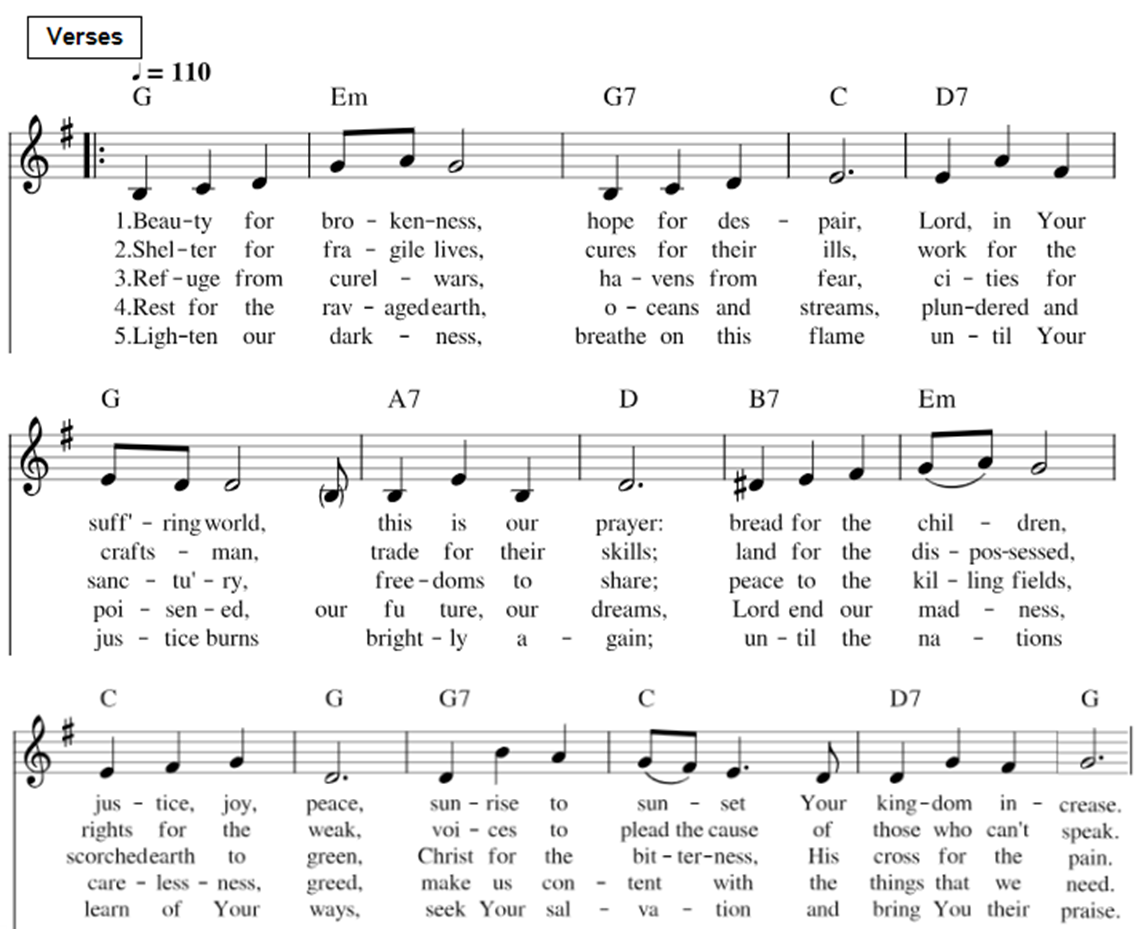 Verses
♩ = 110
G Em G7 C D7
1.Beau-ty for bro - ken-ness, hope for des - pair, Lord, in Your
2.Shel-ter for fra - gile lives, cures for their ills, work for the
3.Ref-uge from curel - wars, ha-vens from fear, ci - ties for
4.Rest for the rav - aged earth, o - ceans and streams, plun-dered and
5.Ligh-ten our dark - ness, breathe on this flame un - til Your
G A7 D B7 Em
suff' - ring world, this is our prayer: bread for the chil - dren,
crafts - man, trade for their skills; land for the dis - pos-sessed,
sanc - tu' - ry, free-doms to share; peace to the kil - ling fields,
poi - sen - ed, our fu ture, our dreams, Lord end our mad - ness,
jus - tice burns bright-ly a - gain; un - til the na - tions
C G G7 C D7 G
jus - tice, joy, peace, sun - rise to sun - set Your king-dom in - crease.
rights for the weak, voi - ces to plead the cause of those who can't speak.
scorched earth to green, Christ for the bit - ter-ness, His cross for the pain.
care - less - ness, greed, make us con - tent with the things that we need.
learn of Your ways, seek Your sal - va - tion and bring You their praise.